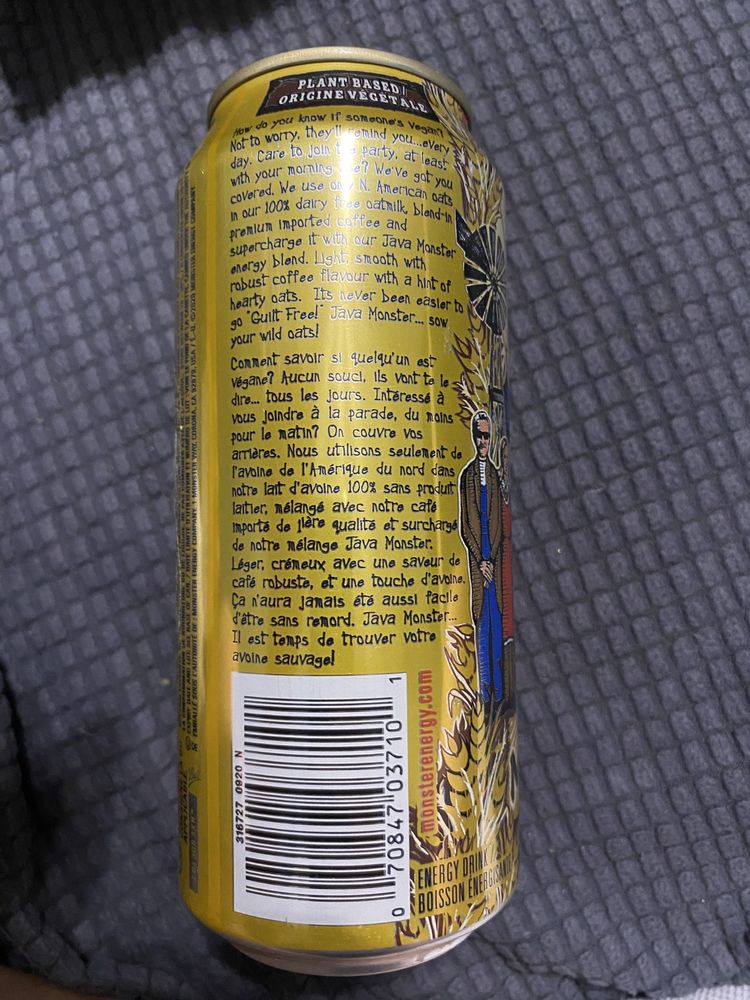 PLANT BASED/
ORIGINE VÉGÉTALE
How do you know if someone's vegan?
Not to worry, they'll remind you...every
day. Care to join the party, at least
with your morning ? We've got you
covered. We use only N. American oats
in our 100% dairy free oatmilk, blend-in
premium imported coffee and
supercharge it with our Java Monster
energy blend. Light, smooth with
robust coffee flavour with a hint of
hearty oats. Its never been easier to
go "Guilt Free!" Java Monster... sow
your wild oats!
Comment savoir si quelqu'un est
végane? Aucun souci, ils vont te le
dire... tous les jours. Intéressé à
vous joindre à la parade, du moins
pour le matin? On couvre vos
arrières. Nous utilisons seulement de
l'avoine de l'Amérique du nord dans
notre lait d'avoine 100% sans produit
laitier, mélangé avec notre café
importé de 1ière qualité et surchargé
de notre mélange Java Monster.
Léger, crémeux, avec une saveur de
café robuste, et une touche d'avoine.
Ça n'aura jamais été aussi facile
d'être sans remord. Java Monster...
Il est temps de trouver votre
avoine sauvage!
316727 0920 N
0 70847 03710 1
monsterenergy.com
ENERGY DRINK
BOISSON ÉNERGISANTE